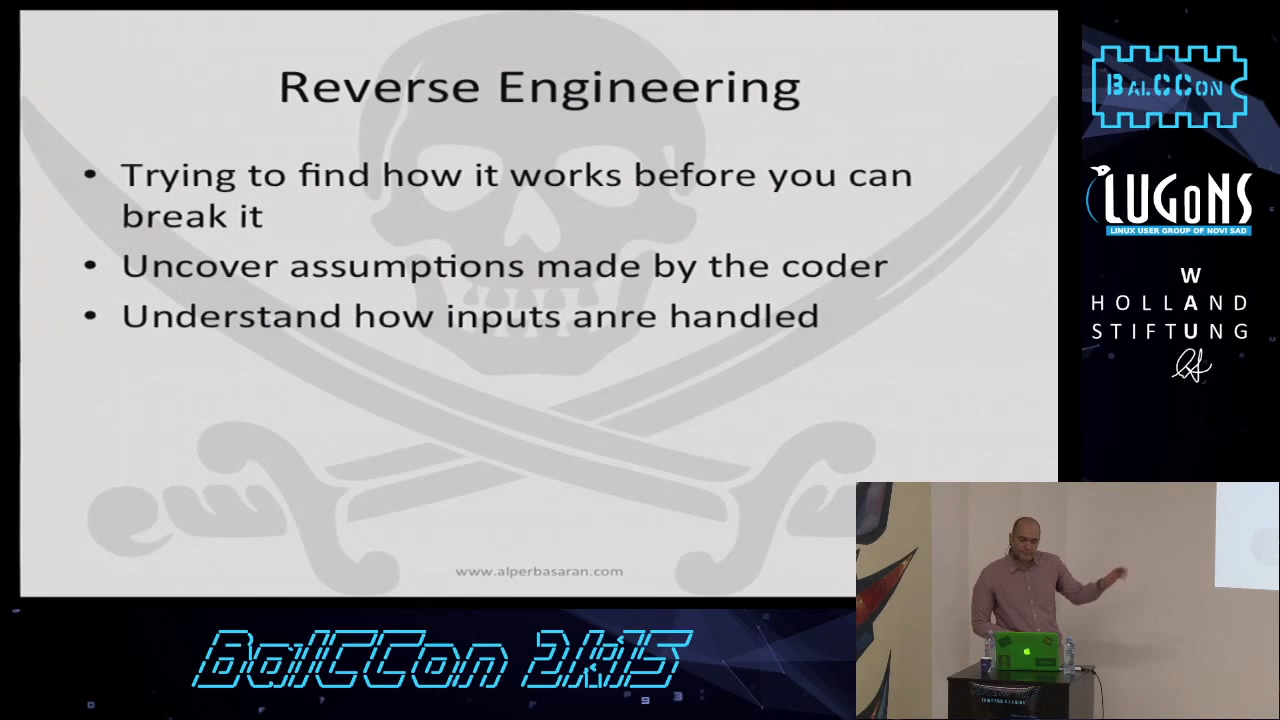 Reverse Engineering
• Trying to find how it works before you can
break it
• Uncover assumptions made by the coder
• Understand how inputs anre handled
www.alperbasaran.com
BALCCON
LUGoNS
LINUX USER GROUP OF NOVI SAD
WAU
HOLLAND
STIFTUNG
BalCCon 2k15